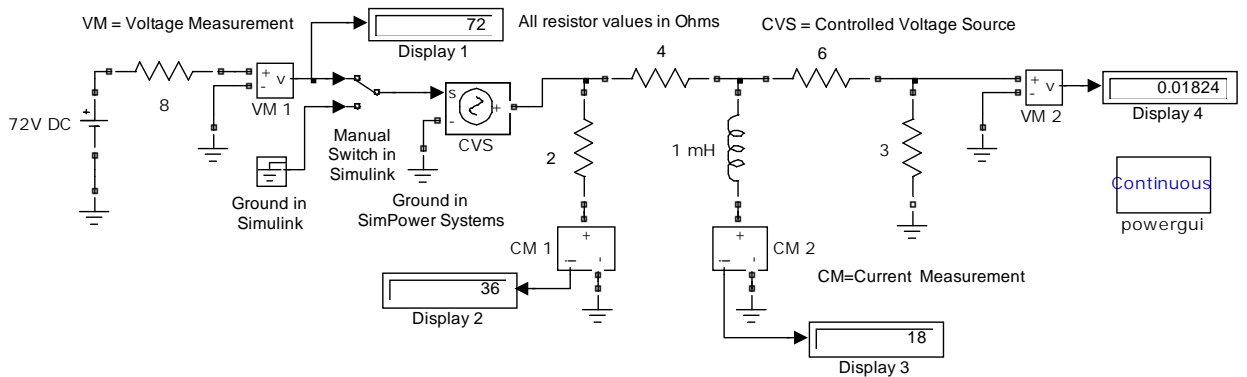 VM = Voltage Measurement
72
Display 1
All resistor values in Ohms
CVS = Controlled Voltage Source
8
+
-
v
VM 1
72V DC
+
Manual
Switch in
Simulink
Ground in
Simulink
s
-
+
CVS
Ground in
SimPower Systems
4
2
1 mH
6
3
+
-
v
VM 2
0.01824
Display 4
Continuous
powergui
CM 1
+
i
-
CM 2
+
i
-
CM=Current Measurement
36
Display 2
18
Display 3